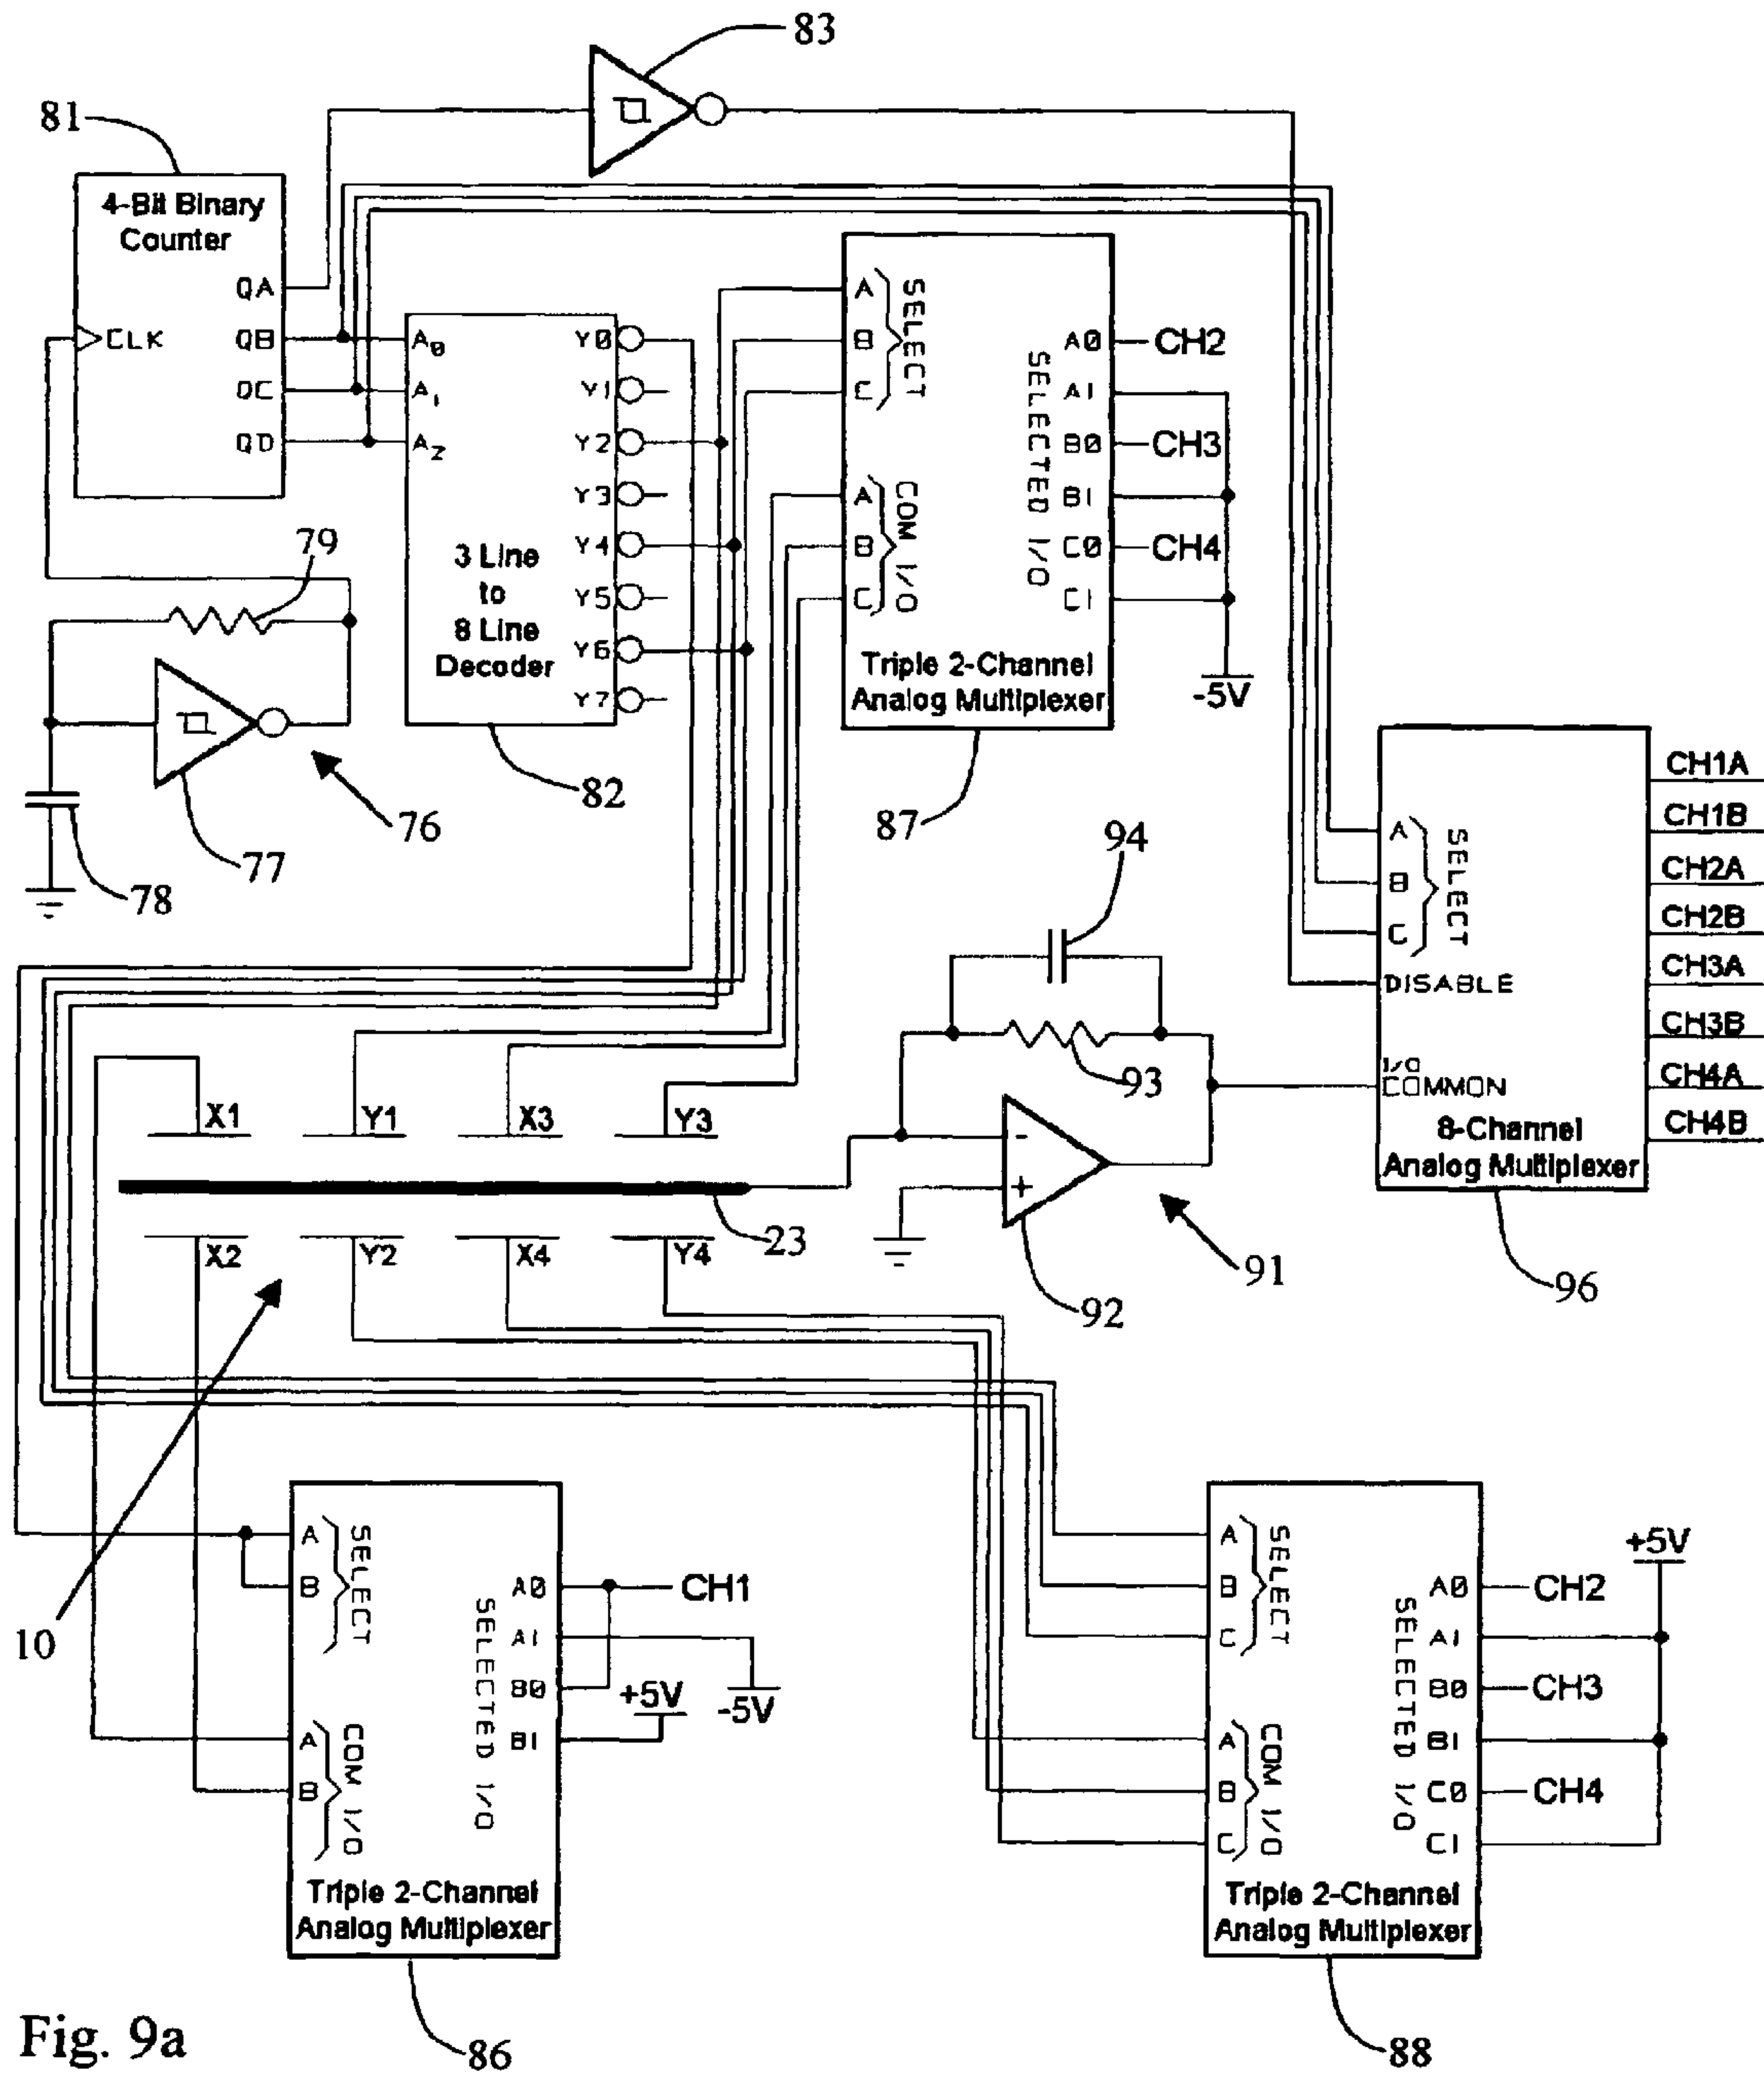 83
81
4-Bit Binary
Counter
QA
CLK
QB
QC
QD
A0
A1
A2
Y0
Y1
Y2
Y3
Y4
Y5
Y6
Y7
3 Line
to
8 Line
Decoder
82
79
77
76
78
A
B
C
SELECT
A
B
C
COM I/O
SELECTED I/O
A0
CH2
A1
B0
CH3
B1
C0
CH4
C1
-5V
Triple 2-Channel
Analog Multiplexer
87
A
B
C
SELECT
DISABLE
I/O
COMMON
8-Channel
Analog Multiplexer
CH1A
CH1B
CH2A
CH2B
CH3A
CH3B
CH4A
CH4B
96
94
93
-
+
92
91
X1
Y1
X3
Y3
23
X2
Y2
X4
Y4
10
A
B
SELECT
A
B
COM I/O
SELECTED I/O
A0
CH1
A1
B0
+5V
-5V
B1
Triple 2-Channel
Analog Multiplexer
86
A
B
C
SELECT
A
B
C
COM I/O
SELECTED I/O
+5V
A0
CH2
A1
B0
CH3
B1
C0
CH4
C1
Triple 2-Channel
Analog Multiplexer
88
Fig. 9a